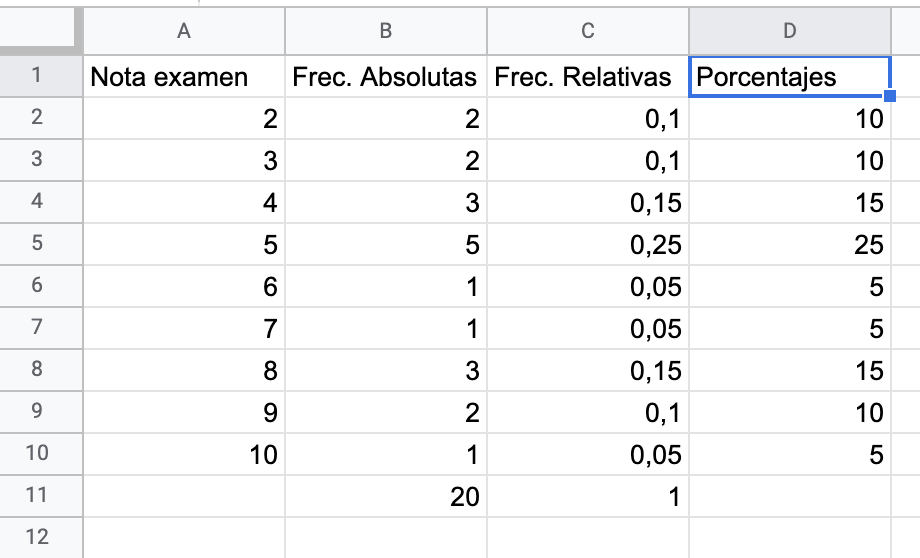 A B C D
1 Nota examen Frec. Absolutas Frec. Relativas Porcentajes
2 2 2 0,1 10
3 3 2 0,1 10
4 4 3 0,15 15
5 5 5 0,25 25
6 6 1 0,05 5
7 7 1 0,05 5
8 8 3 0,15 15
9 9 2 0,1 10
10 10 1 0,05 5
11 20 1
12